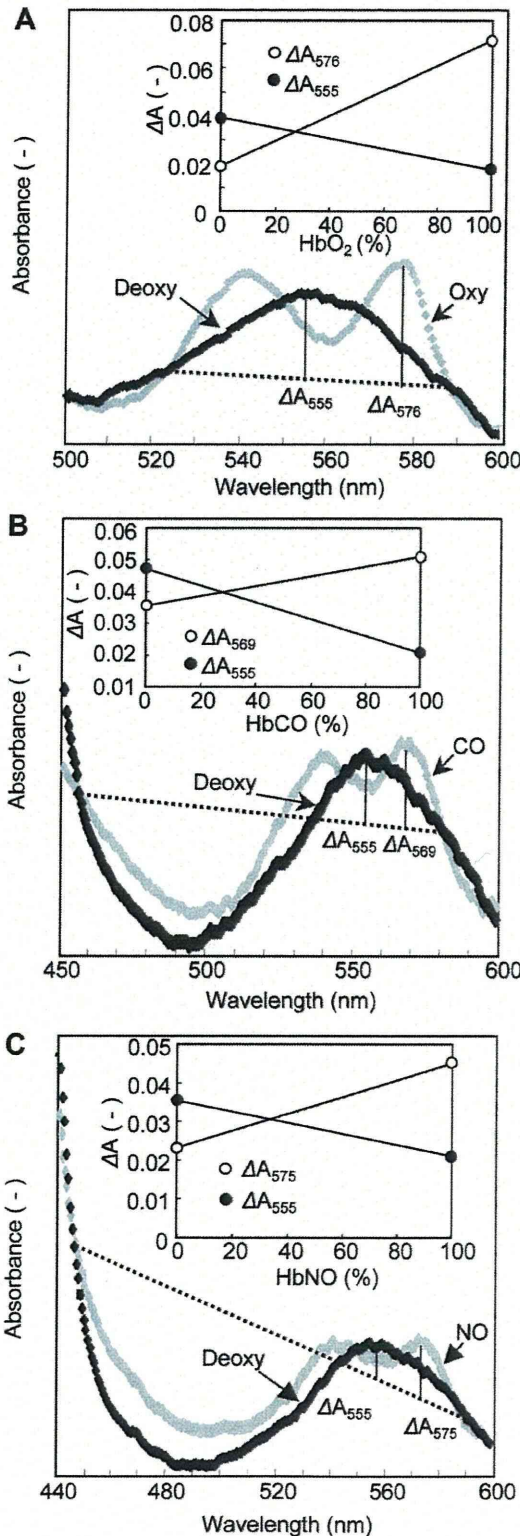 A
0.08
0.06
0.04
0.02
0
ΔA (-)
ΔA576
ΔA555
0 20 40 60 80 100
HbO2 (%)
Absorbance (-)
Deoxy
Oxy
ΔA555
ΔA576
500 520 540 560 580 600
Wavelength (nm)
B
0.06
0.05
0.04
0.03
0.02
0.01
ΔA (-)
ΔA569
ΔA555
0 20 40 60 80 100
HbCO (%)
Absorbance (-)
Deoxy
CO
ΔA555
ΔA569
450 500 550 600
Wavelength (nm)
C
0.05
0.04
0.03
0.02
0.01
0
ΔA (-)
ΔA575
ΔA555
0 20 40 60 80 100
HbNO (%)
Absorbance (-)
Deoxy
NO
ΔA555
ΔA575
440 480 520 560 600
Wavelength (nm)